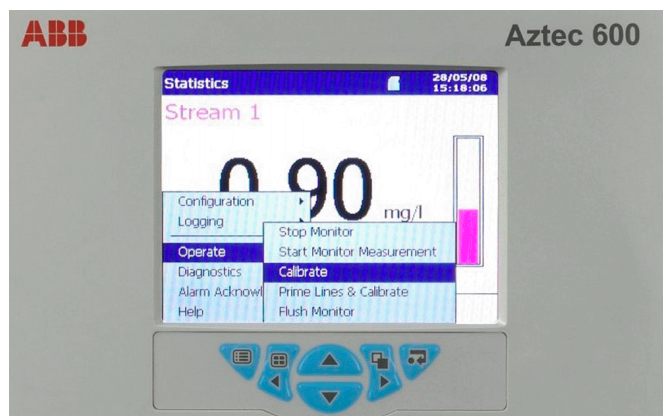 ABB
Aztec 600
Statistics
28/05/08
15:18:06
Stream 1
0.90
mg/l
Configuration
Logging
Operate
Diagnostics
Alarm Acknowl
Help
Stop Monitor
Start Monitor Measurement
Calibrate
Prime Lines & Calibrate
Flush Monitor